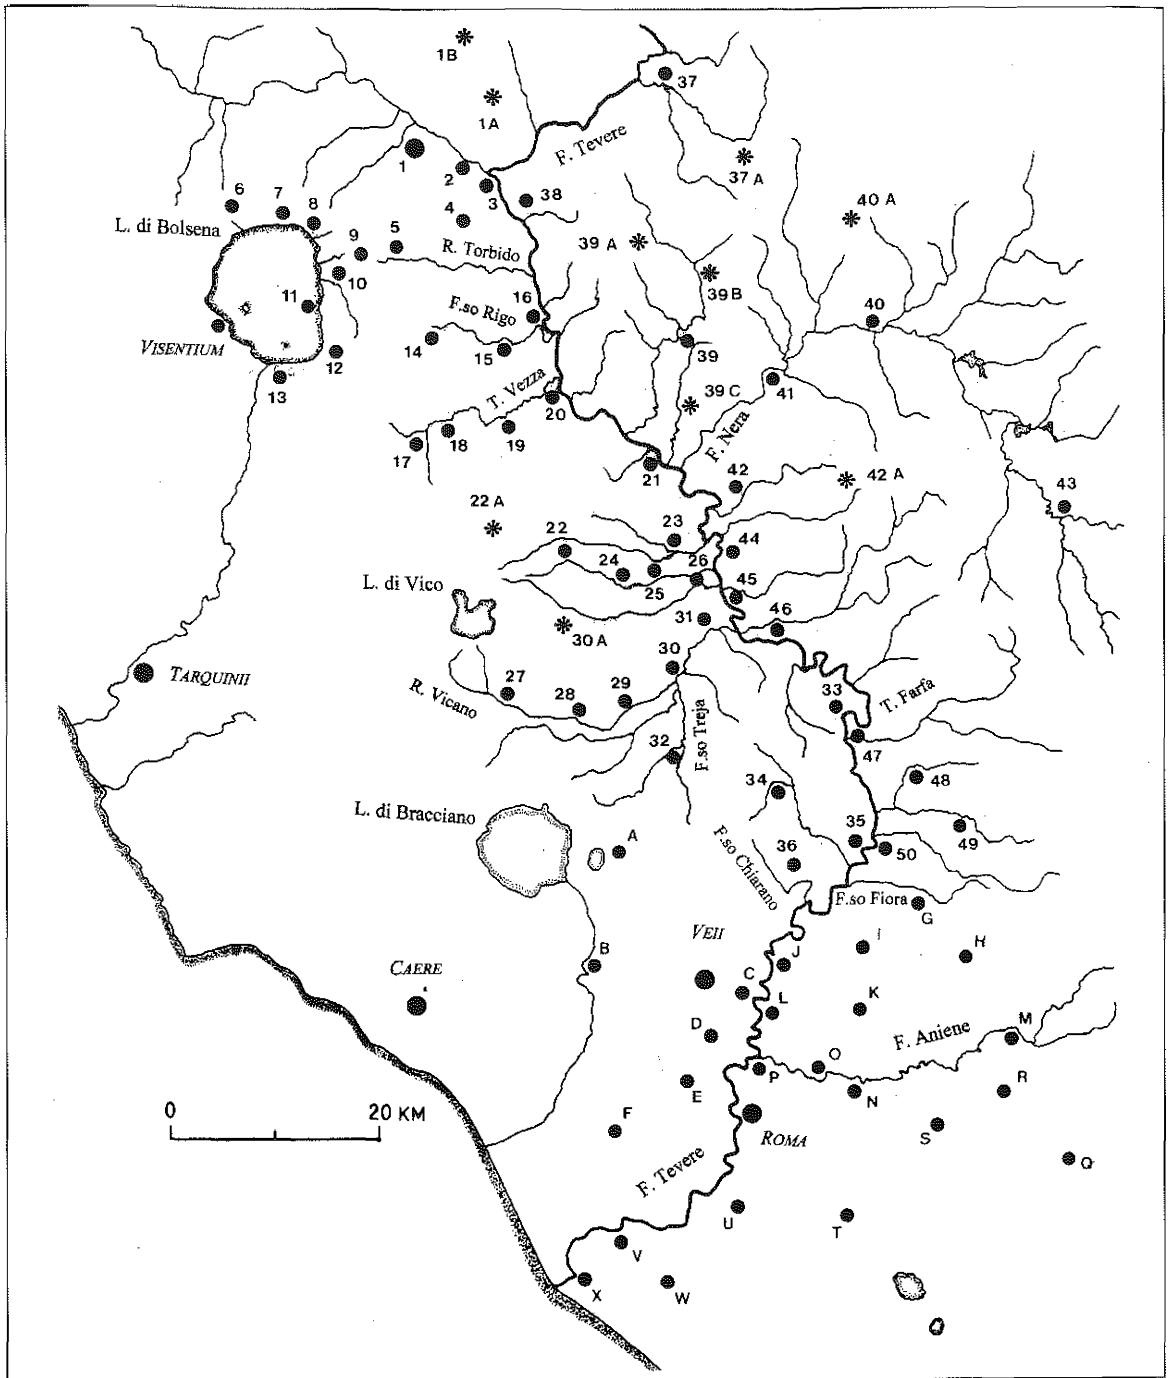 1B
37
1A
F. Tevere
1
2
37 A
3
38
40 A
6
7
8
4
L. di Bolsena
9
5
R. Torbido
39 A
10
39 B
11
16
40
F.so Rigo
VISENTIUM
14
15
39
12
T. Vezza
39 C
41
13
20
F. Nera
17
18
19
21
42
42 A
43
22 A
23
22
44
24
26
L. di Vico
25
45
31
46
30 A
30
TARQUINII
27
R. Vicano
28
29
33
T. Farfa
F.so Treja
32
47
34
48
L. di Bracciano
A
35
49
F.so Chiarano
36
50
F.so Fiora
G
VEII
I
H
B
J
CAERE
C
L
K
D
F. Aniene
M
O
P
E
N
R
0
20 KM
F
ROMA
S
Q
F. Tevere
U
T
V
X
W